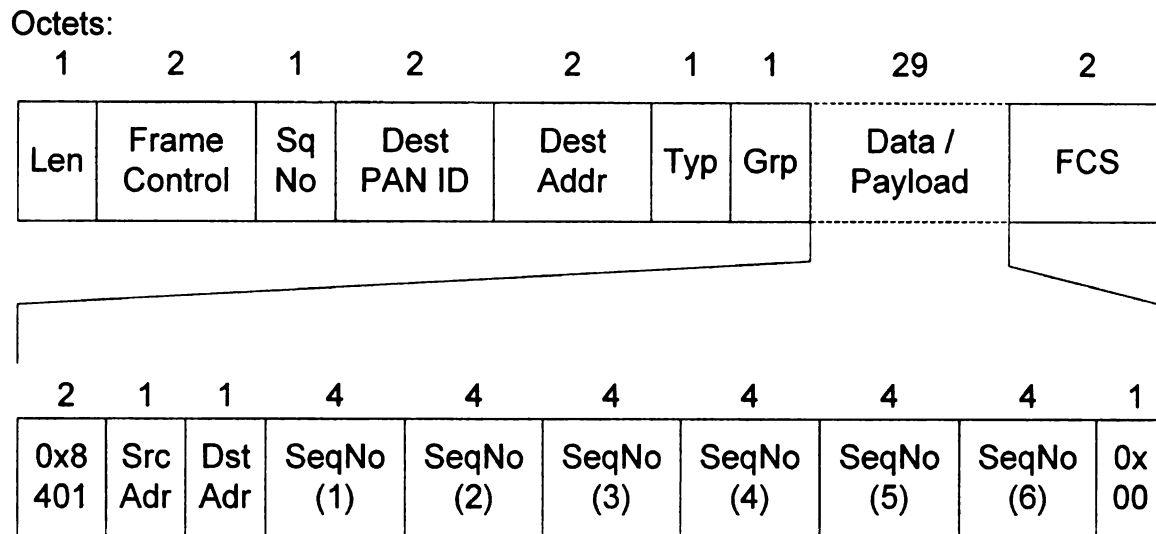 Octets:
1 2 1 2 2 1 1 29 2
Len Frame Sq Dest Dest Typ Grp Data / FCS
Control No PAN ID Addr Payload
2 1 1 4 4 4 4 4 4 1
0x8 Src Dst SeqNo SeqNo SeqNo SeqNo SeqNo SeqNo 0x
401 Adr Adr (1) (2) (3) (4) (5) (6) 00